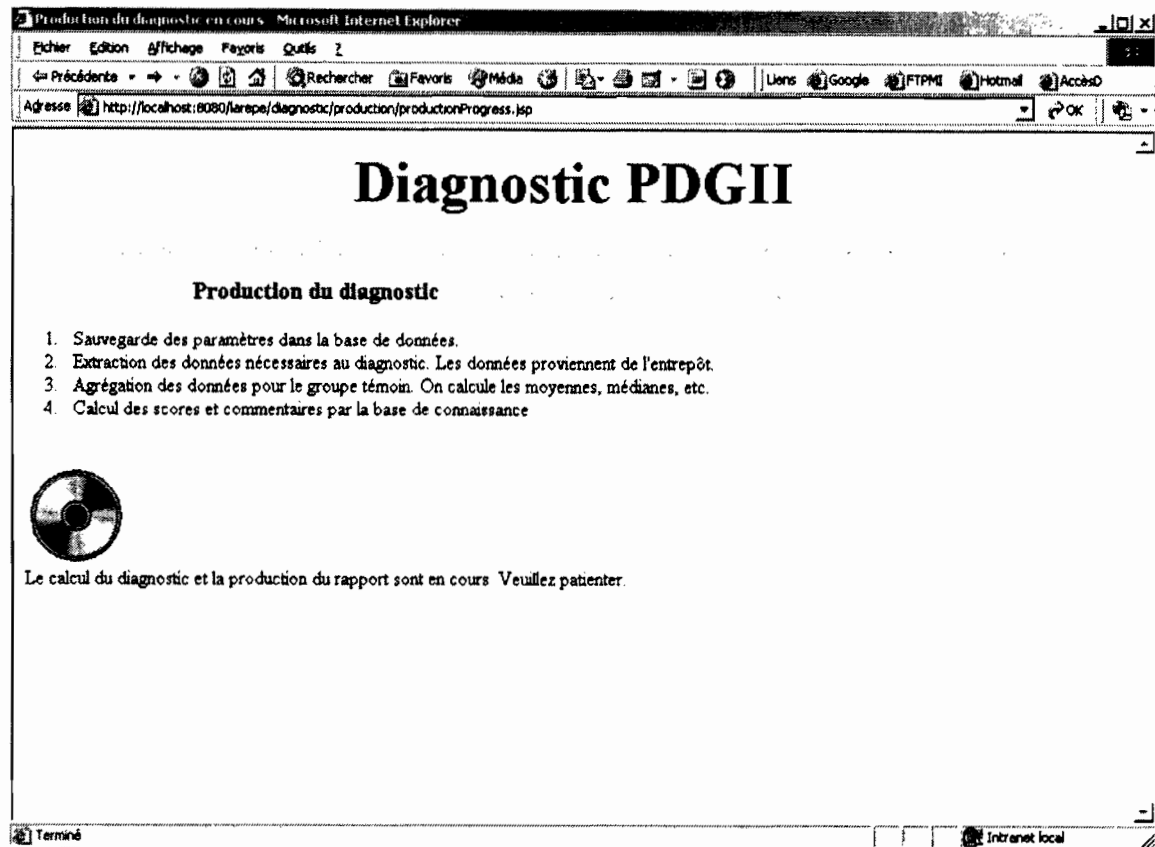 Production du diagnostic en cours - Microsoft Internet Explorer
Fichier Edition Affichage Favoris Outils ?
Précédente Rechercher Favoris Média Liens Google FTPMI Hotmail AccèsD
Adresse http://localhost:8080/larepe/diagnostic/production/productionProgress.jsp OK
Diagnostic PDGII
Production du diagnostic
1. Sauvegarde des paramètres dans la base de données.
2. Extraction des données nécessaires au diagnostic. Les données proviennent de l'entrepôt.
3. Agrégation des données pour le groupe témoin. On calcule les moyennes, médianes, etc.
4. Calcul des scores et commentaires par la base de connaissance
Le calcul du diagnostic et la production du rapport sont en cours Veuillez patienter.
Terminé Intranet local